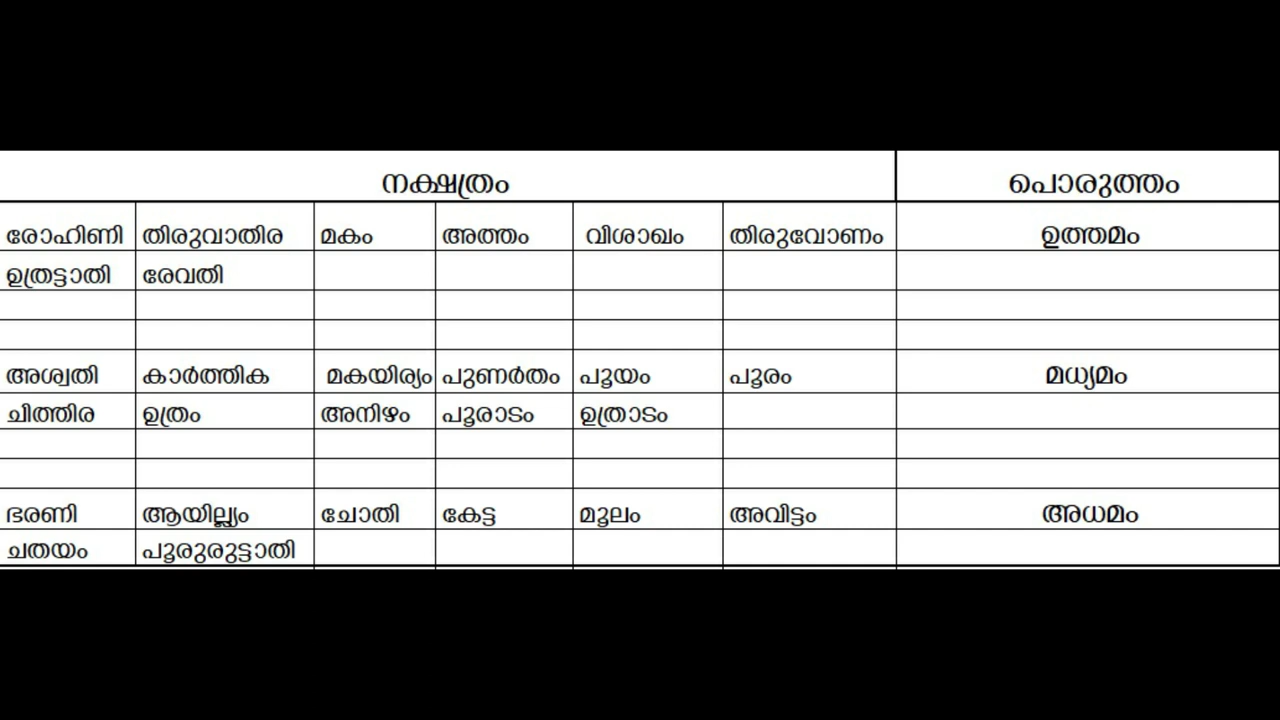 നക്ഷത്രം പൊരുത്തം
രോഹിണി തിരുവാതിര മകം അത്തം വിശാഖം തിരുവോണം ഉത്തമം
ഉത്രട്ടാതി രേവതി
അശ്വതി കാർത്തിക മകയിര്യം പുണർതം പൂയം പൂരം മധ്യമം
ചിത്തിര ഉത്രം അനിഴം പൂരാടം ഉത്രാടം
ഭരണി ആയില്ല്യം ചോതി കേട്ട മൂലം അവിട്ടം അധമം
ചതയം പൂരുരുട്ടാതി